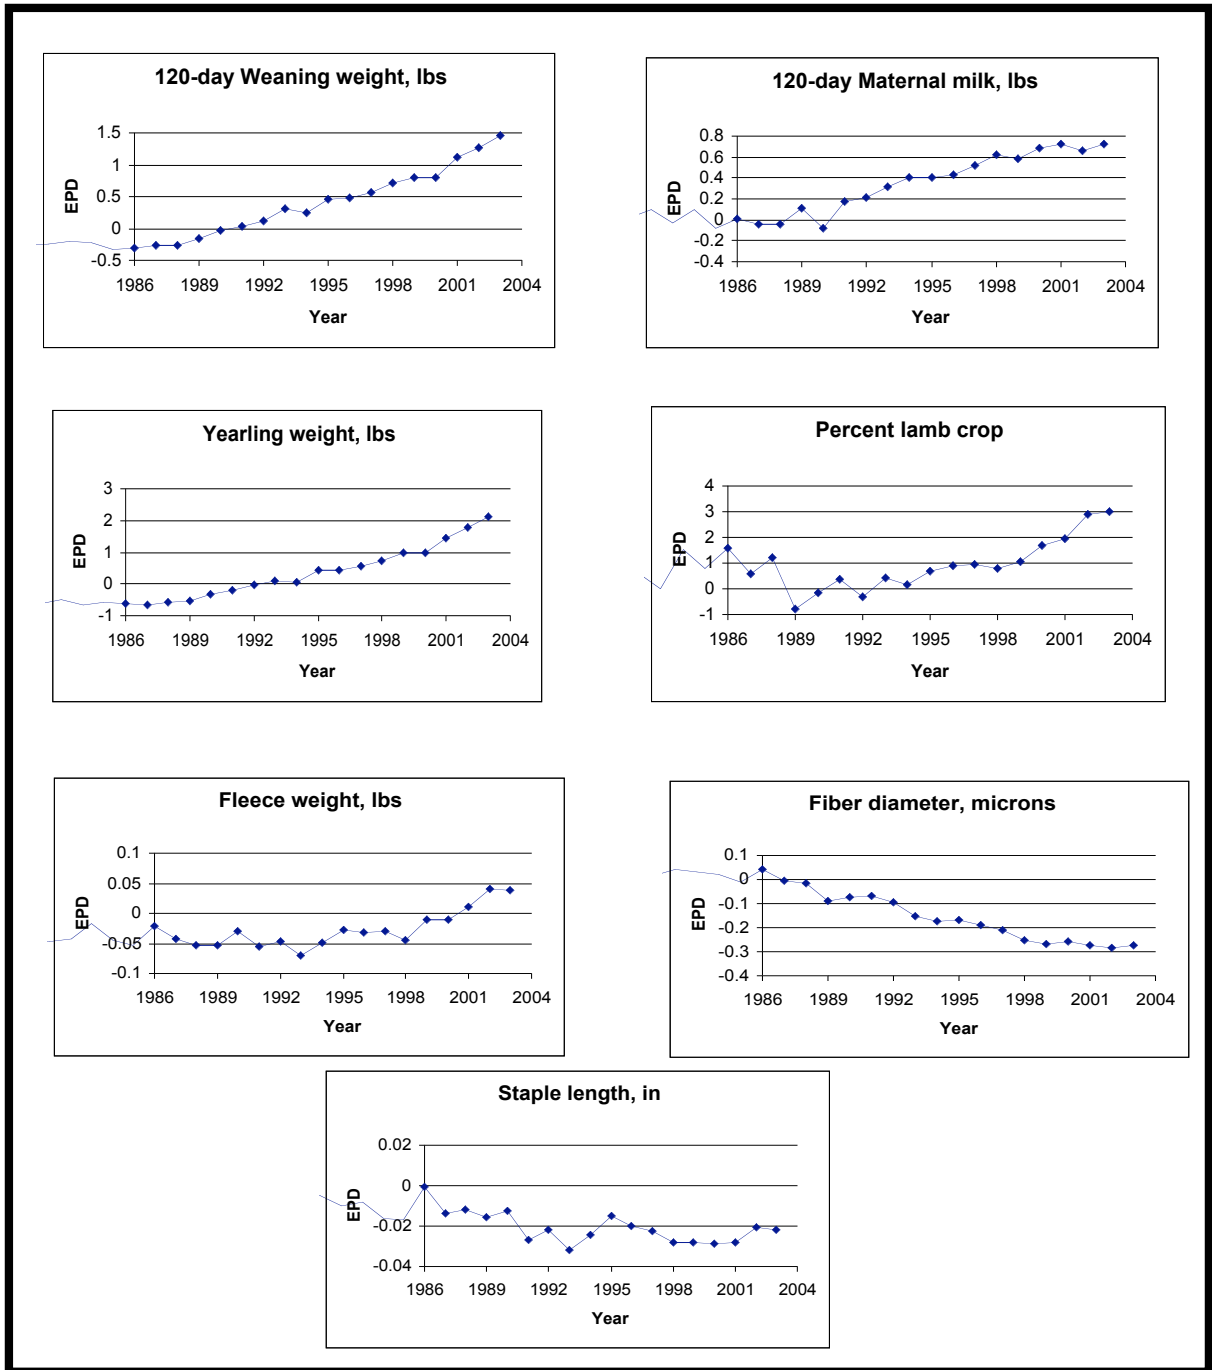 120-day Weaning weight, lbs
1.5
1
0.5
0
-0.5
EPD
1986 1989 1992 1995 1998 2001 2004
Year
120-day Maternal milk, lbs
0.8
0.6
0.4
0.2
0
-0.2
-0.4
EPD
1986 1989 1992 1995 1998 2001 2004
Year
Yearling weight, lbs
3
2
1
0
-1
EPD
1986 1989 1992 1995 1998 2001 2004
Year
Percent lamb crop
4
3
2
1
0
-1
EPD
1986 1989 1992 1995 1998 2001 2004
Year
Fleece weight, lbs
0.1
0.05
0
-0.05
-0.1
EPD
1986 1989 1992 1995 1998 2001 2004
Year
Fiber diameter, microns
0.1
0
-0.1
-0.2
-0.3
-0.4
EPD
1986 1989 1992 1995 1998 2001 2004
Year
Staple length, in
0.02
0
-0.02
-0.04
EPD
1986 1989 1992 1995 1998 2001 2004
Year